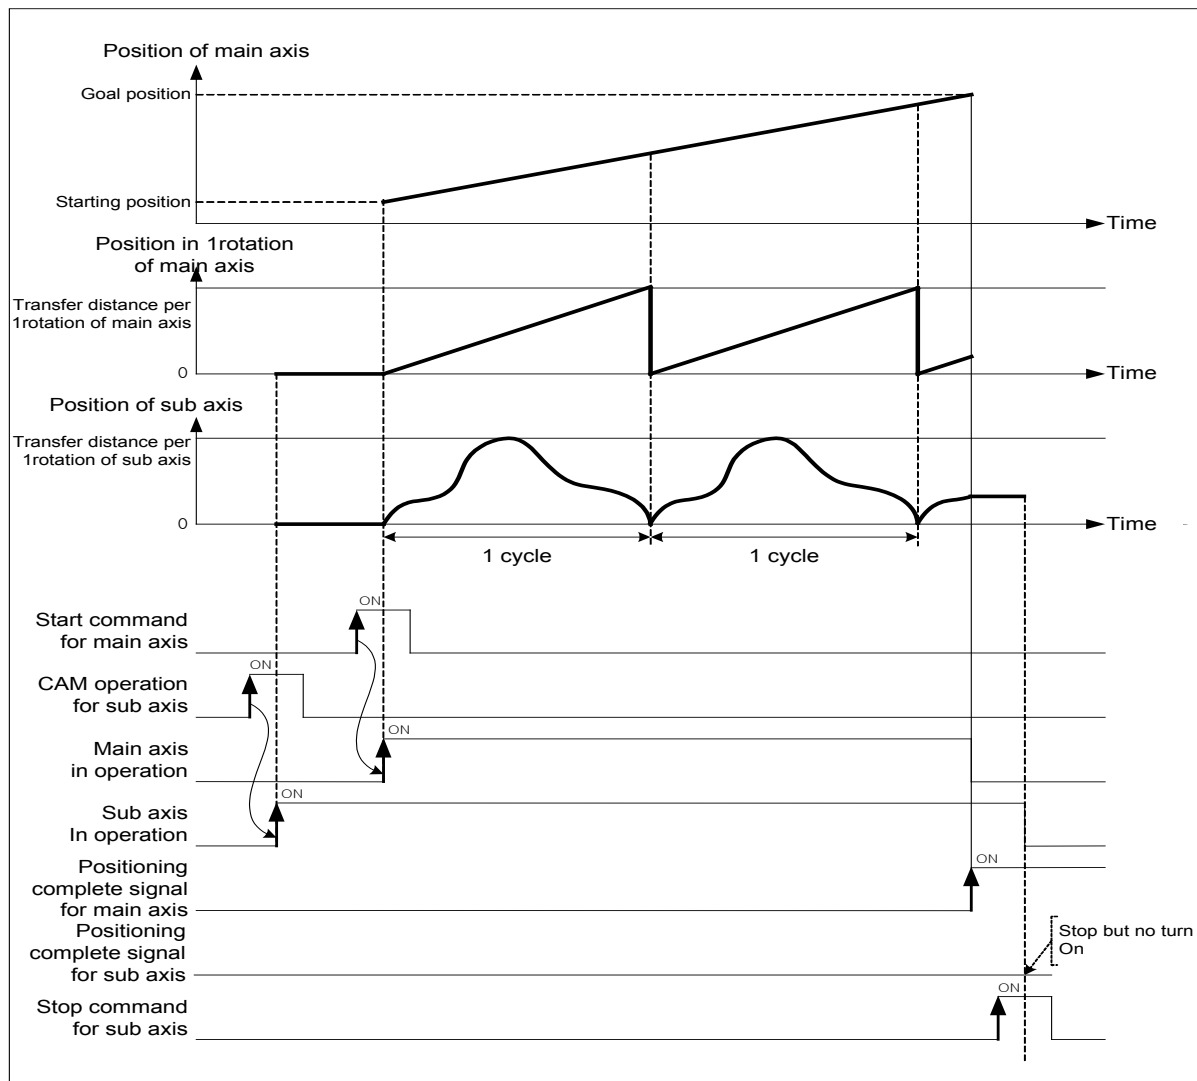 Position of main axis
Goal position
Starting position
Time
Position in 1rotation
of main axis
Transfer distance per
1rotation of main axis
0
Time
Position of sub axis
Transfer distance per
1rotation of sub axis
0
Time
1 cycle
1 cycle
ON
Start command
for main axis
ON
CAM operation
for sub axis
ON
Main axis
in operation
ON
Sub axis
In operation
ON
Positioning
complete signal
for main axis
Positioning
complete signal
for sub axis
Stop but no turn
On
ON
Stop command
for sub axis